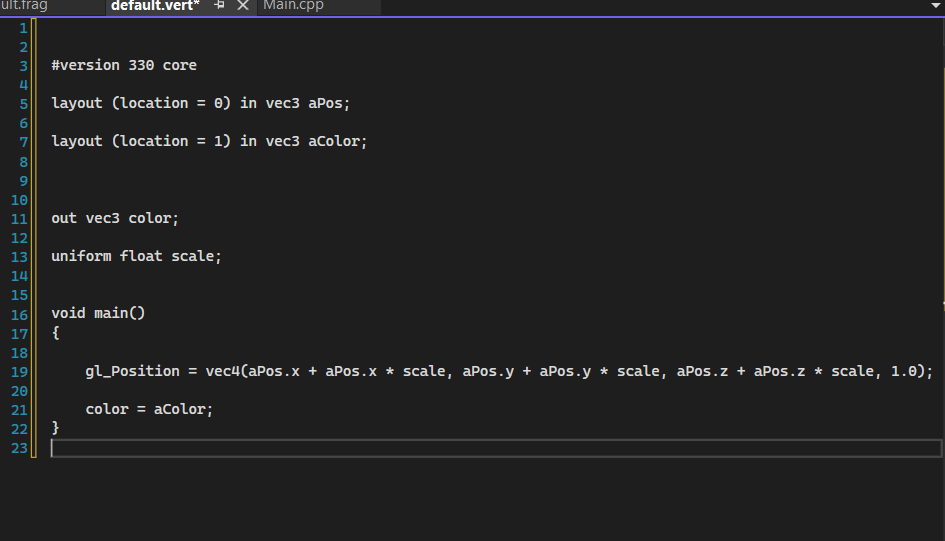 ult.frag default.vert* Main.cpp
1
2
3 #version 330 core
4
5 layout (location = 0) in vec3 aPos;
6
7 layout (location = 1) in vec3 aColor;
8
9
10
11 out vec3 color;
12
13 uniform float scale;
14
15
16 void main()
17 {
18
19 gl_Position = vec4(aPos.x + aPos.x * scale, aPos.y + aPos.y * scale, aPos.z + aPos.z * scale, 1.0);
20
21 color = aColor;
22 }
23